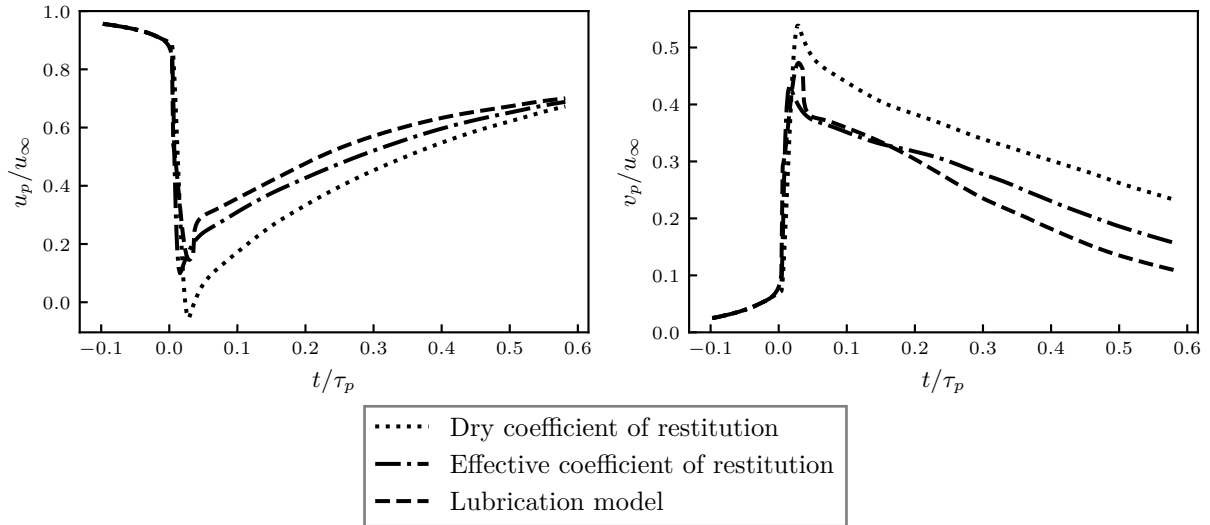 1.0
0.8
0.6
0.4
0.2
0.0
u_p/u_∞
−0.1 0.0 0.1 0.2 0.3 0.4 0.5 0.6
t/τ_p
0.5
0.4
0.3
0.2
0.1
0.0
v_p/u_∞
−0.1 0.0 0.1 0.2 0.3 0.4 0.5 0.6
t/τ_p
Dry coefficient of restitution
Effective coefficient of restitution
Lubrication model